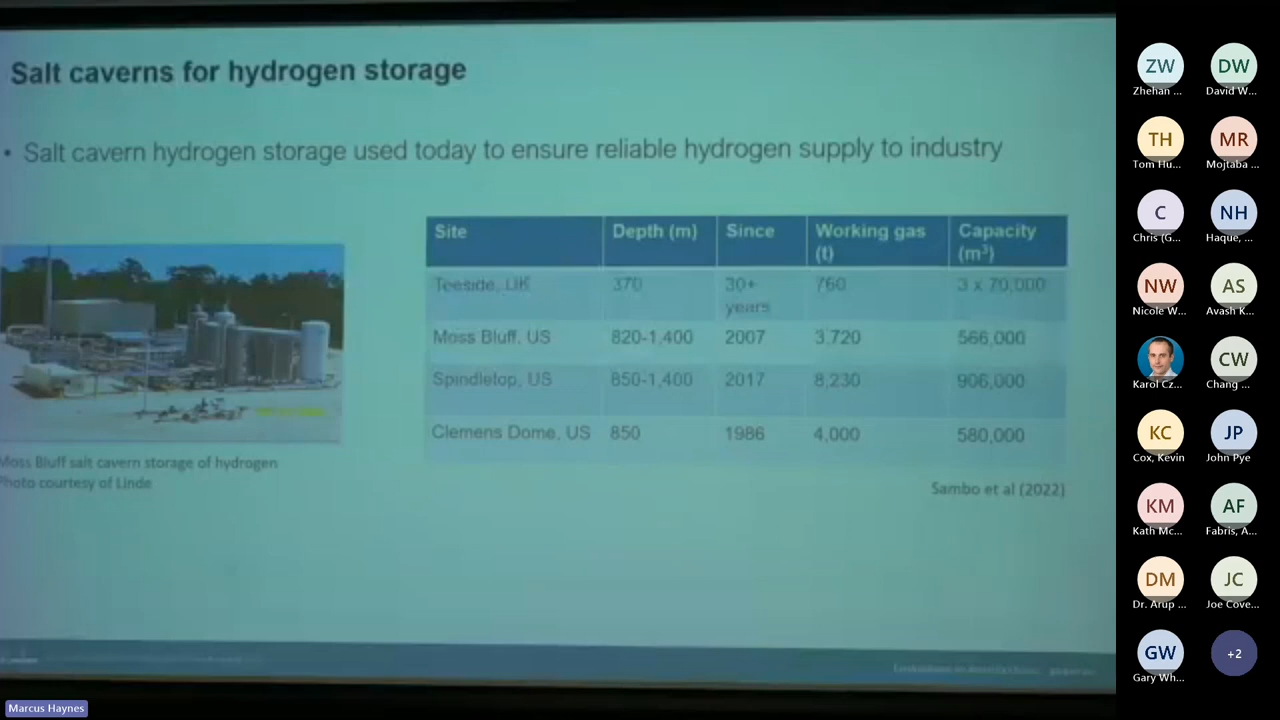 Salt caverns for hydrogen storage
• Salt cavern hydrogen storage used today to ensure reliable hydrogen supply to industry
Site Depth (m) Since Working gas (t) Capacity (m³)
Teeside, UK 370 30+ years 760 3 x 70,000
Moss Bluff, US 820-1,400 2007 3,720 566,000
Spindletop, US 850-1,400 2017 8,230 906,000
Clemens Dome, US 850 1986 4,000 580,000
Moss Bluff salt cavern storage of hydrogen
Photo courtesy of Linde
Sambo et al (2022)
ZW DW
Zhehan ... David W...
TH MR
Tom Hu... Mojtaba ...
C NH
Chris (G... Haque, ...
NW AS
Nicole W... Avash K...
CW
Karol Cz... Chang ...
KC JP
Cox, Kevin John Pye
KM AF
Kath Mc... Fabris, A...
DM JC
Dr. Arup ... Joe Cove...
GW +2
Gary Wh...
Marcus Haynes